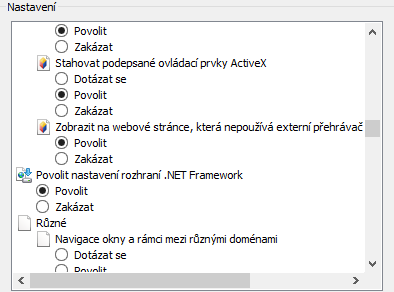 Nastavení
Povolit
Zakázat
Stahovat podepsané ovládací prvky ActiveX
Dotázat se
Povolit
Zakázat
Zobrazit na webové stránce, která nepoužívá externí přehrávač
Povolit
Zakázat
Povolit nastavení rozhraní .NET Framework
Povolit
Zakázat
Různé
Navigace okny a rámci mezi různými doménami
Dotázat se
Povolit